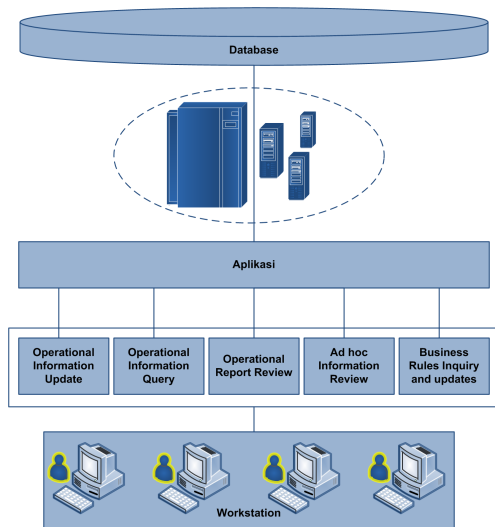 Database
Aplikasi
Operational
Information
Update
Operational
Information
Query
Operational
Report Review
Ad hoc
Information
Review
Business
Rules Inquiry
and updates
Workstation